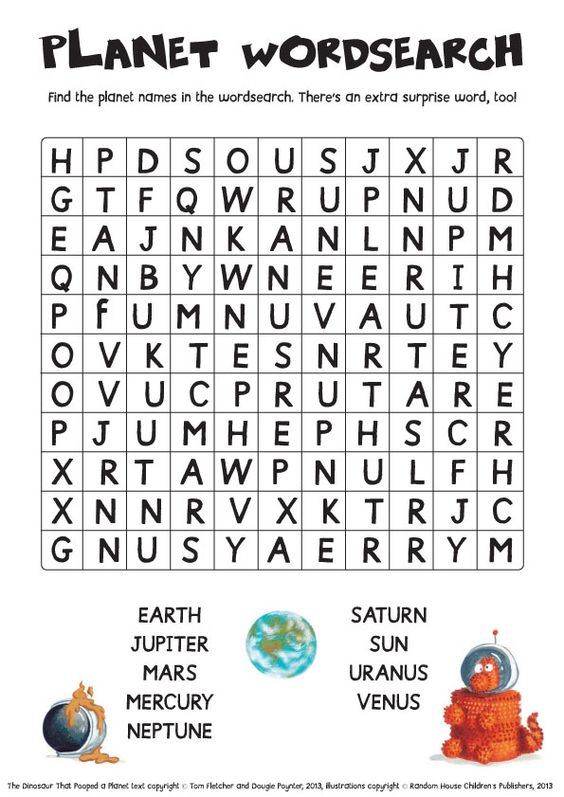 PLANET WORDSEARCH
Find the planet names in the wordsearch. There's an extra surprise word, too!
H P D S O U S J X J R
G T F Q W R U P N U D
E A J N K A N L N P M
Q N B Y W N E E R I H
P f U M N U V A U T C
O V K T E S N R T E Y
O V U C P R U T A R E
P J U M H E P H S C R
X R T A W P N U L F H
X N N R V X K T R J C
G N U S Y A E R R Y M
EARTH
JUPITER
MARS
MERCURY
NEPTUNE
SATURN
SUN
URANUS
VENUS
The Dinosaur That Pooped a Planet text copyright © Tom Fletcher and Dougie Poynter, 2013, illustrations copyright © Random House Children's Publishers, 2013